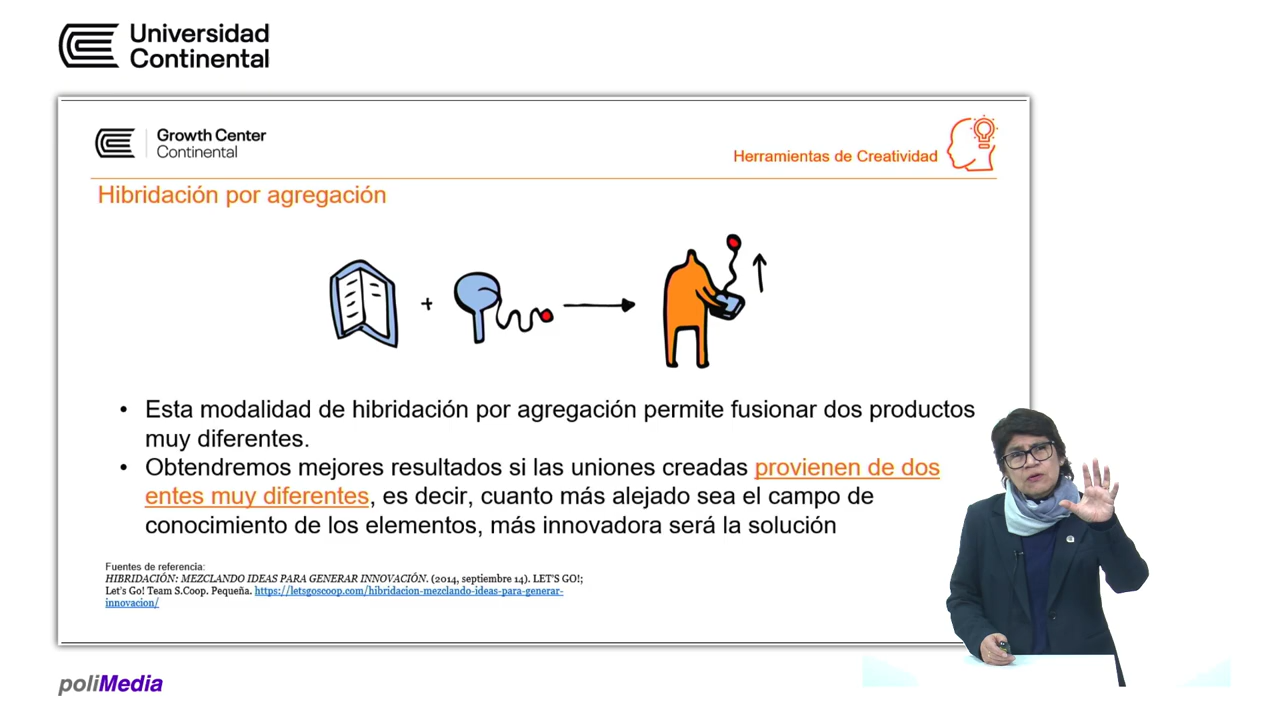 Universidad
Continental
Growth Center
Continental
Herramientas de Creatividad
Hibridación por agregación
+
• Esta modalidad de hibridación por agregación permite fusionar dos productos
muy diferentes.
• Obtendremos mejores resultados si las uniones creadas provienen de dos
entes muy diferentes, es decir, cuanto más alejado sea el campo de
conocimiento de los elementos, más innovadora será la solución
Fuentes de referencia:
HIBRIDACIÓN: MEZCLANDO IDEAS PARA GENERAR INNOVACIÓN. (2014, septiembre 14). LET'S GO!;
Let's Go! Team S.Coop. Pequeña. https://letsgoscoop.com/hibridacion-mezclando-ideas-para-generar-
innovacion/
poliMedia